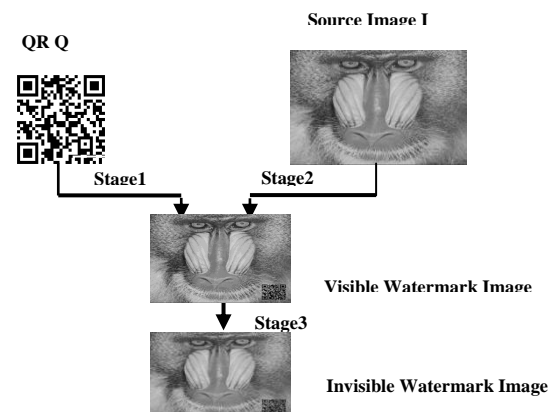 Source Image I
QR Q
Stage1
Stage2
Visible Watermark Image
Stage3
Invisible Watermark Image